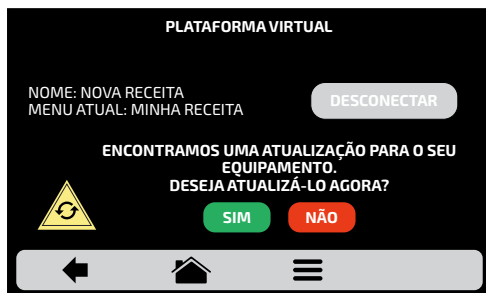 PLATAFORMA VIRTUAL
NOME: NOVA RECEITA
MENU ATUAL: MINHA RECEITA
DESCONECTAR
ENCONTRAMOS UMA ATUALIZAÇÃO PARA O SEU
EQUIPAMENTO.
DESEJA ATUALIZÁ-LO AGORA?
SIM
NÃO